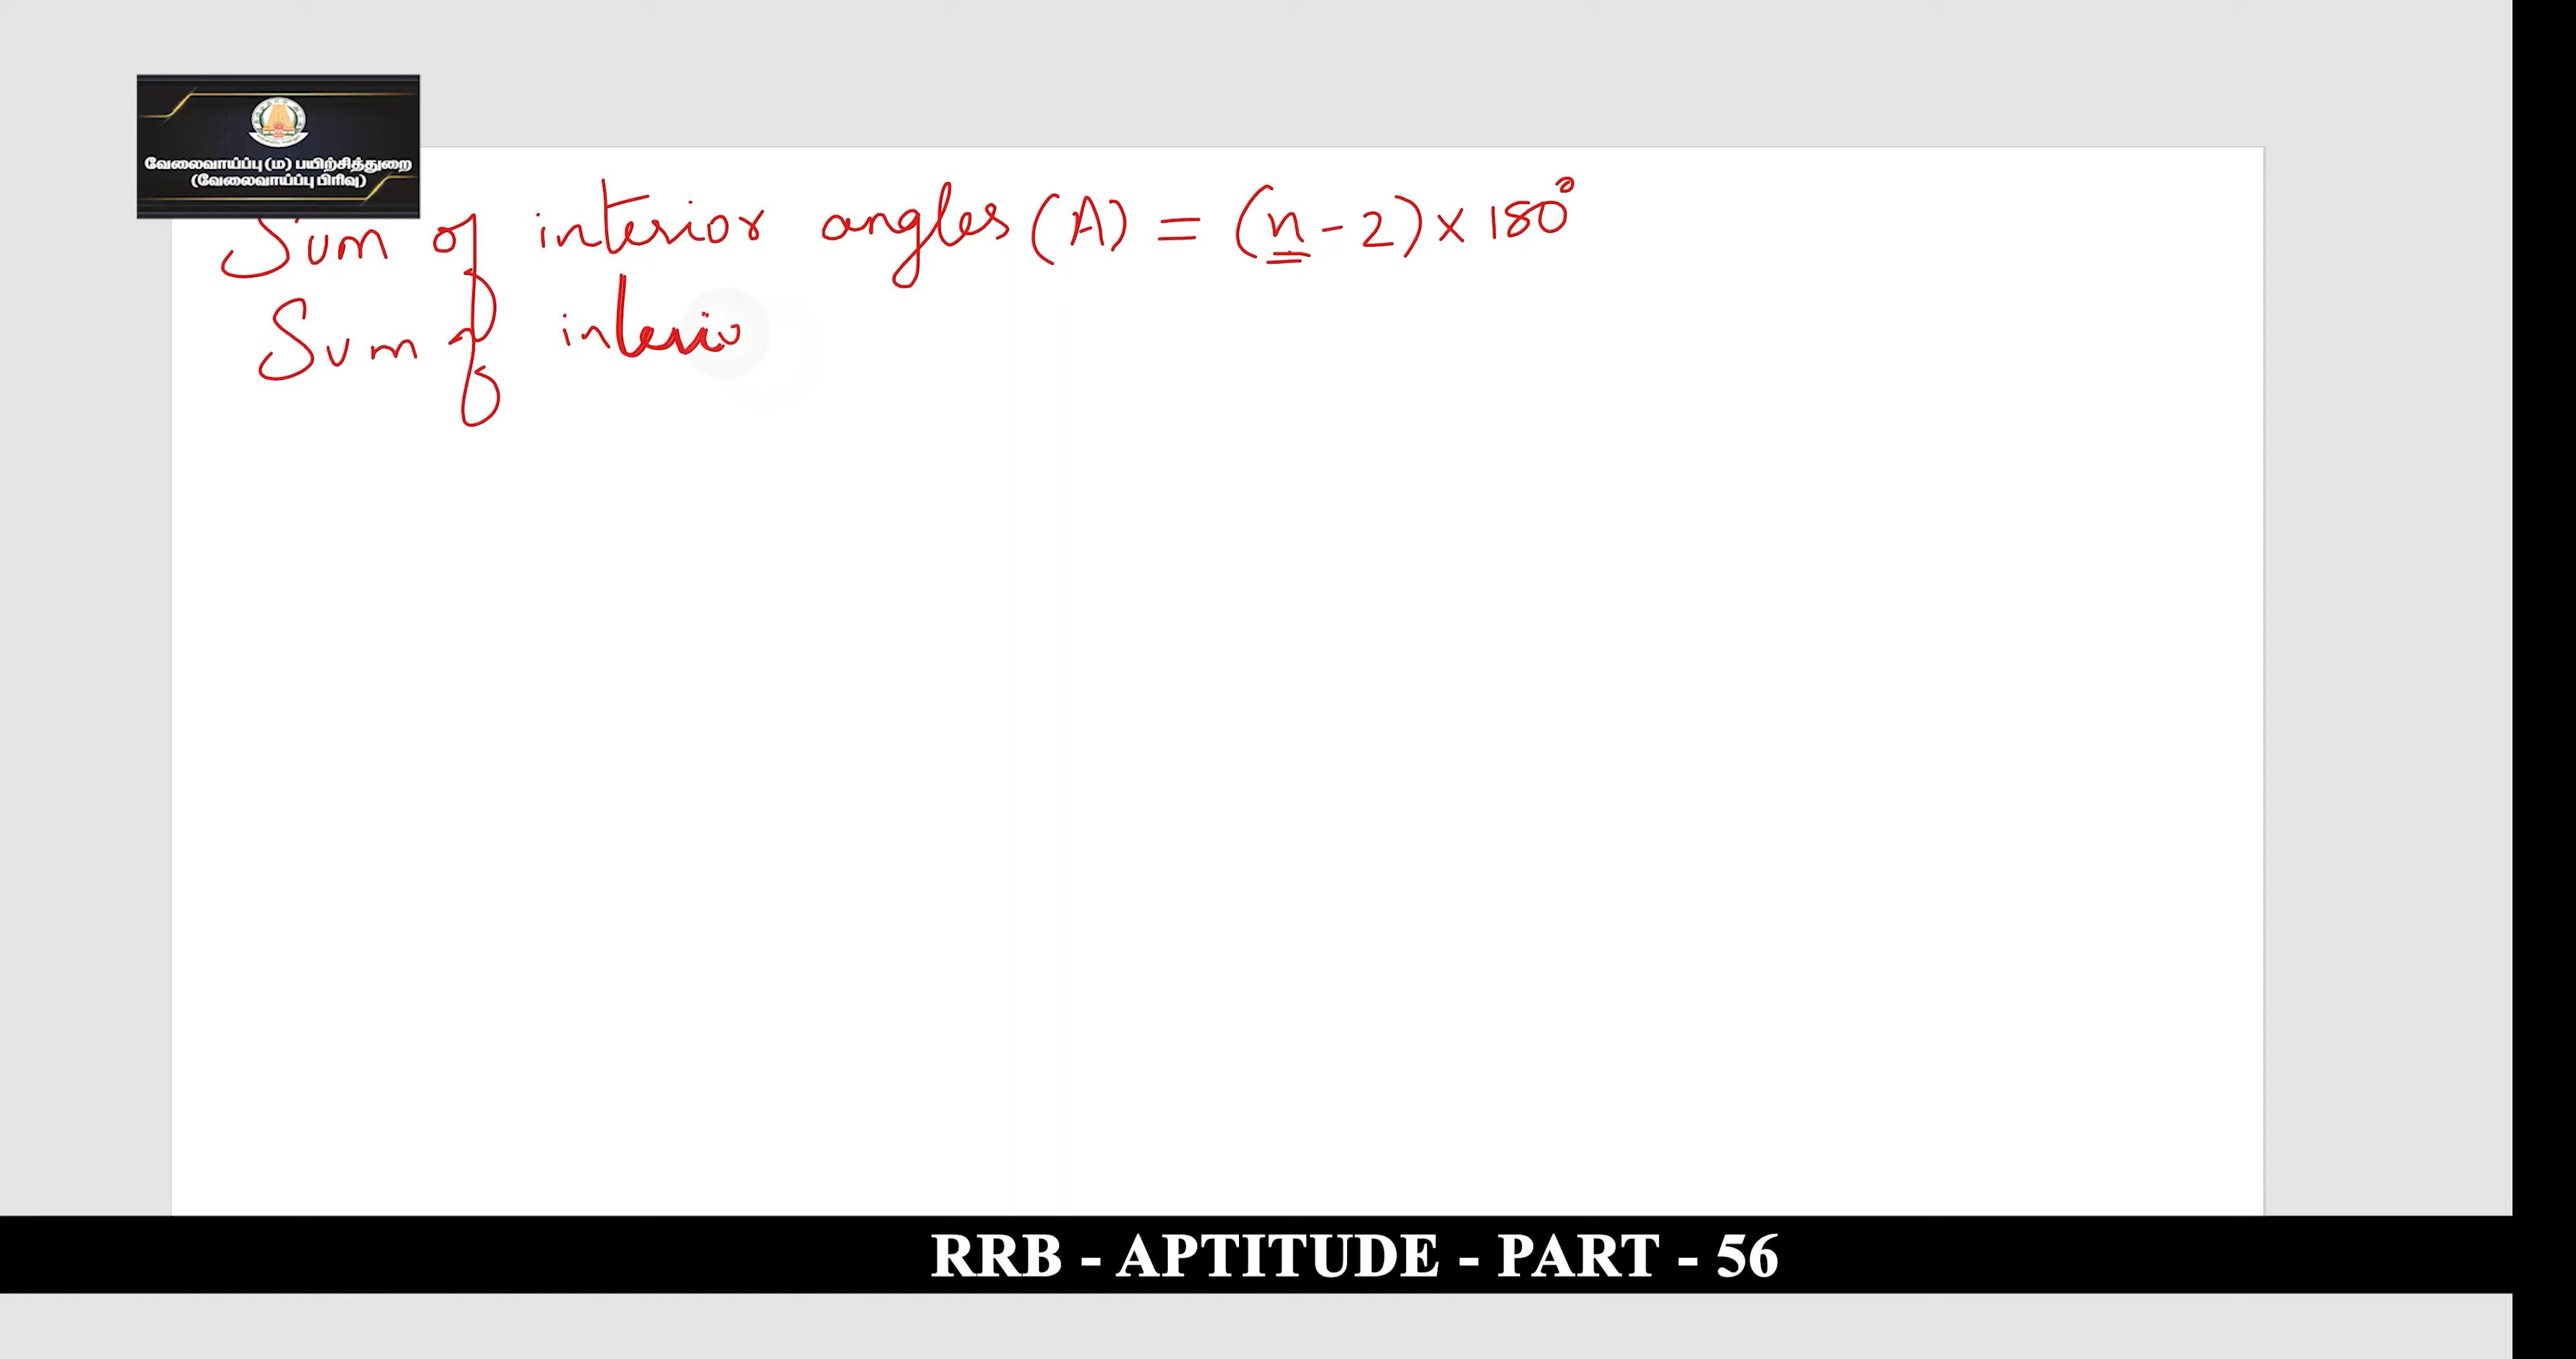 வேலைவாய்ப்பு (ம) பயிற்சித்துறை
(வேலைவாய்ப்பு பிரிவு)
Sum of interior angles (A) = (n - 2) × 180°
Sum of interio
RRB - APTITUDE - PART - 56